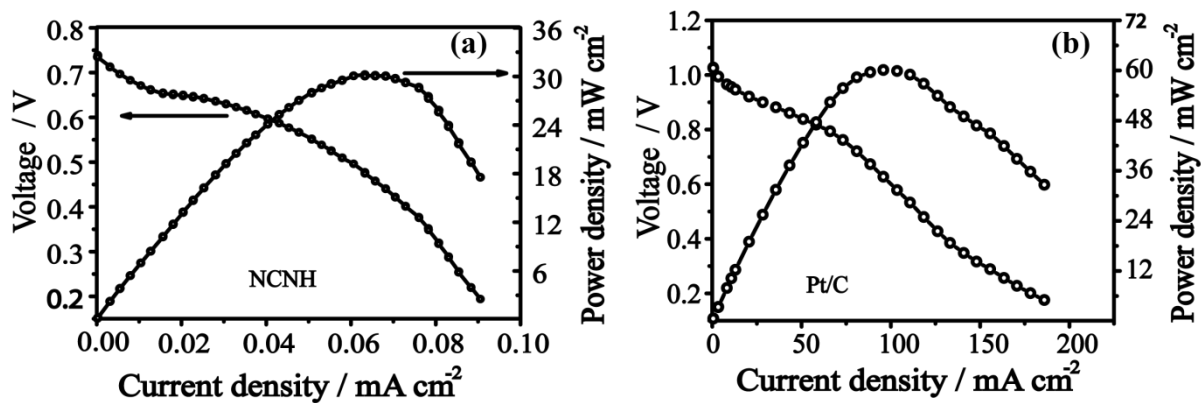 (a)
Voltage / V
0.8
0.7
0.6
0.5
0.4
0.3
0.2
0.00 0.02 0.04 0.06 0.08 0.10
Current density / mA cm-2
36
30
24
18
12
6
Power density / mW cm-2
NCNH
(b)
Voltage / V
1.2
1.0
0.8
0.6
0.4
0.2
0 50 100 150 200
Current density / mA cm-2
72
60
48
36
24
12
Power density / mW cm-2
Pt/C